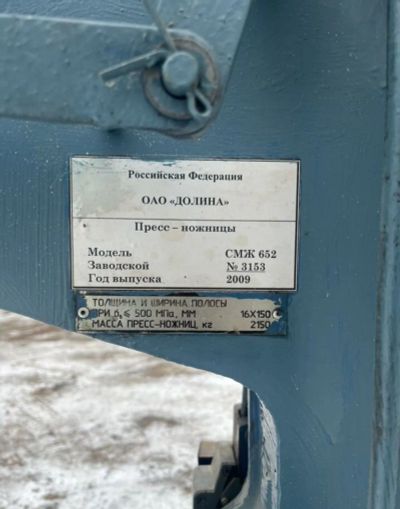 Российская Федерация
ОАО «ДОЛИНА»
Пресс – ножницы
Модель СМЖ 652
Заводской № 3153
Год выпуска 2009
ТОЛЩИНА И ШИРИНА ПОЛОСЫ
ПРИ б₅ ≤ 500 МПа, ММ 16Х150
МАССА ПРЕСС-НОЖНИЦ, кг 2150